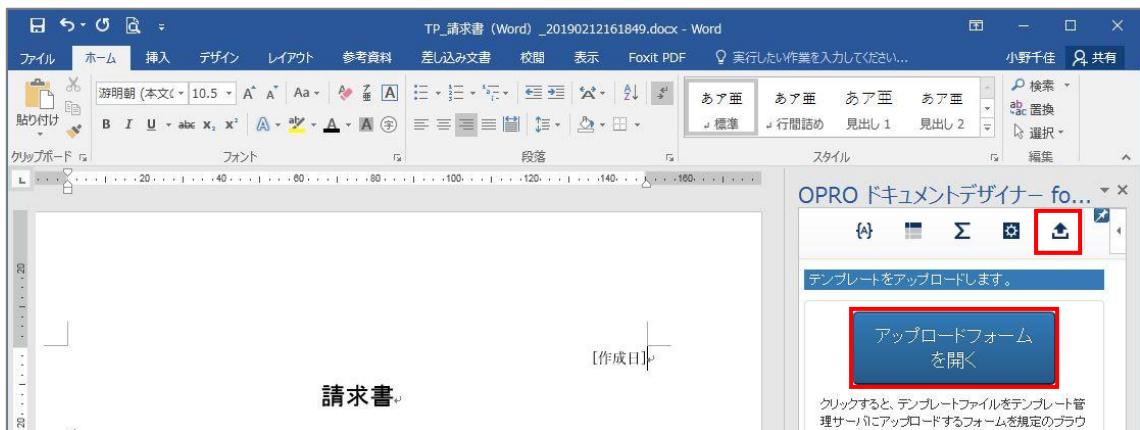 TP_請求書（Word）_20190212161849.docx - Word
ファイル ホーム 挿入 デザイン レイアウト 参考資料 差し込み文書 校閲 表示 Foxit PDF 実行したい作業を入力してください... 小野千佳 共有
貼り付け
游明朝 (本文( 10.5 A A Aa
B I U abc X₂ X² A aby A A 字
あア亜 あア亜 あア亜 あア亜
標準 行間詰め 見出し 1 見出し 2
検索
置換
選択
クリップボード フォント 段落 スタイル 編集
L 20 40 60 80 100 120 140 160
20
20
[作成日]
請求書
OPRO ドキュメントデザイナー fo...
{A} Σ
テンプレートをアップロードします。
アップロードフォーム
を開く
クリックすると、テンプレートファイルをテンプレート管
理サーバにアップロードするフォームを規定のブラウ